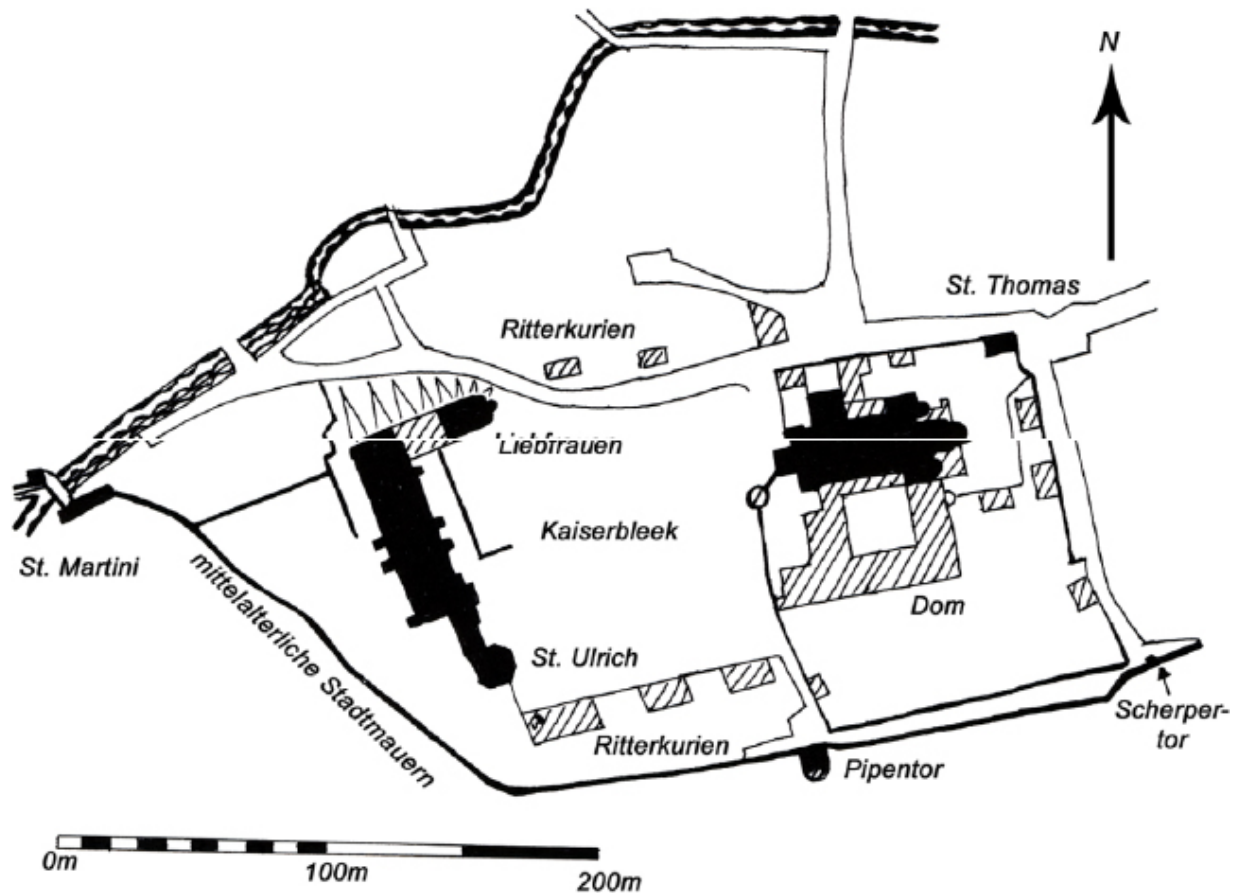 N
St. Thomas
Ritterkurien
Liebfrauen
Kaiserbleek
St. Martini
mittelalterliche Stadtmauern
Dom
St. Ulrich
Ritterkurien
Scherper-
tor
Pipentor
0m
100m
200m